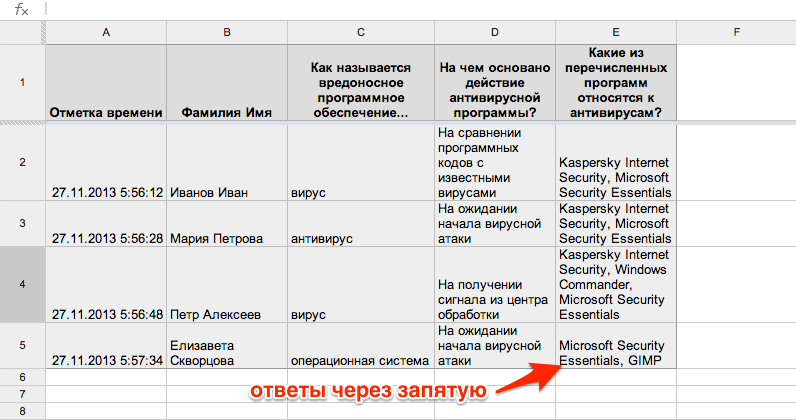 fx
A B C D E F
1
Отметка времени
Фамилия Имя
Как называется
вредоносное
программное
обеспечение...
На чем основано
действие
антивирусной
программы?
Какие из
перечисленных
программ
относятся к
антивирусам?
2
27.11.2013 5:56:12
Иванов Иван
вирус
На сравнении
программных
кодов с
известными
вирусами
Kaspersky Internet
Security, Microsoft
Security Essentials
3
27.11.2013 5:56:28
Мария Петрова
антивирус
На ожидании
начала вирусной
атаки
Kaspersky Internet
Security, Microsoft
Security Essentials
4
27.11.2013 5:56:48
Петр Алексеев
вирус
На получении
сигнала из центра
обработки
Kaspersky Internet
Security, Windows
Commander,
Microsoft Security
Essentials
5
27.11.2013 5:57:34
Елизавета
Скворцова
операционная система
На ожидании
начала вирусной
атаки
Microsoft Security
Essentials, GIMP
6
ответы через запятую
7
8